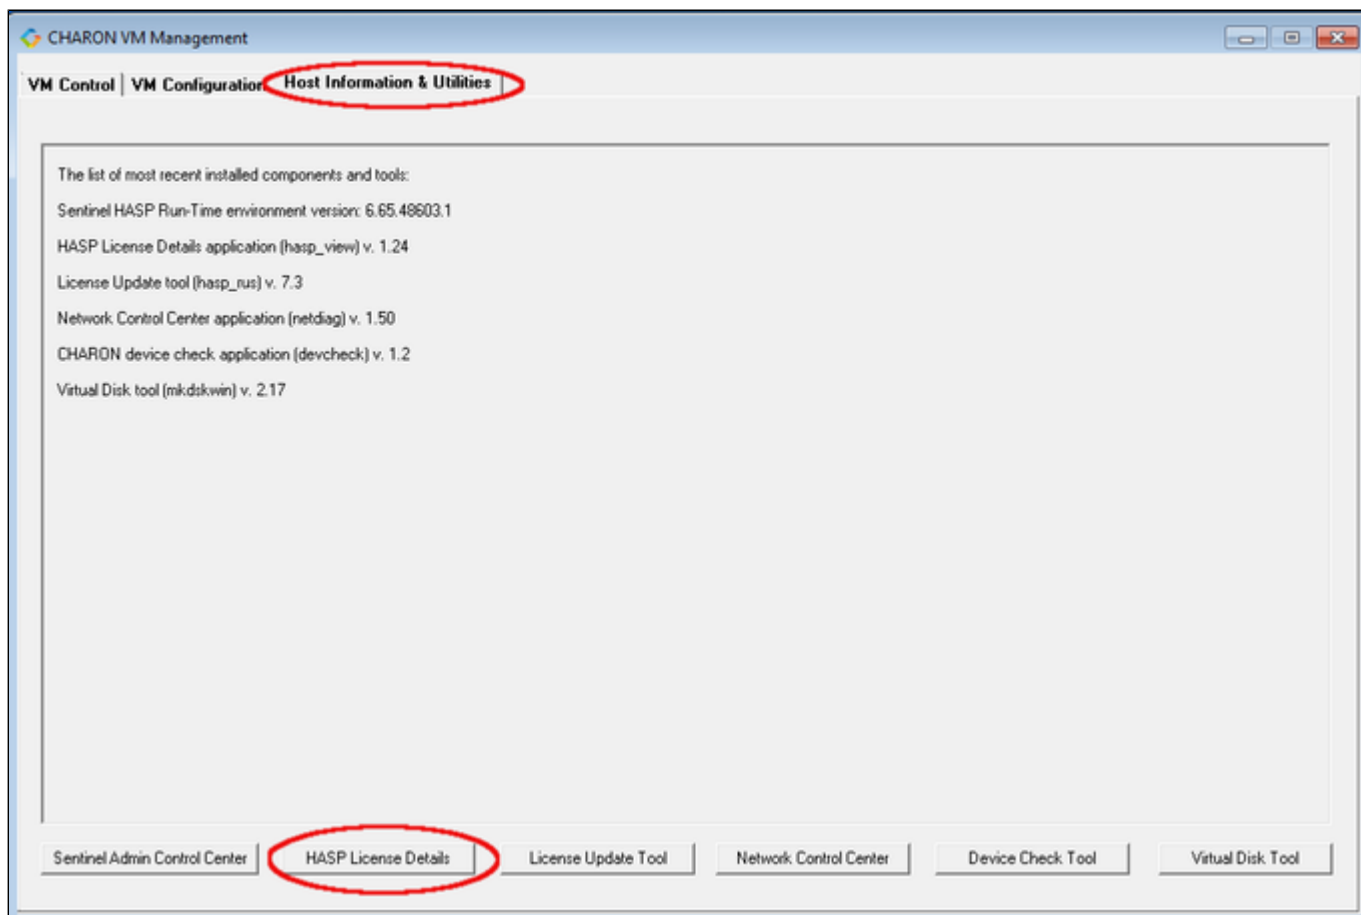 CHARON VM Management
VM Control VM Configuration Host Information & Utilities
The list of most recent installed components and tools:
Sentinel HASP Run-Time environment version: 6.65.48603.1
HASP License Details application (hasp_view) v. 1.24
License Update tool (hasp_rus) v. 7.3
Network Control Center application (netdiag) v. 1.50
CHARON device check application (devcheck) v. 1.2
Virtual Disk tool (mkdskwin) v. 2.17
Sentinel Admin Control Center HASP License Details License Update Tool Network Control Center Device Check Tool Virtual Disk Tool